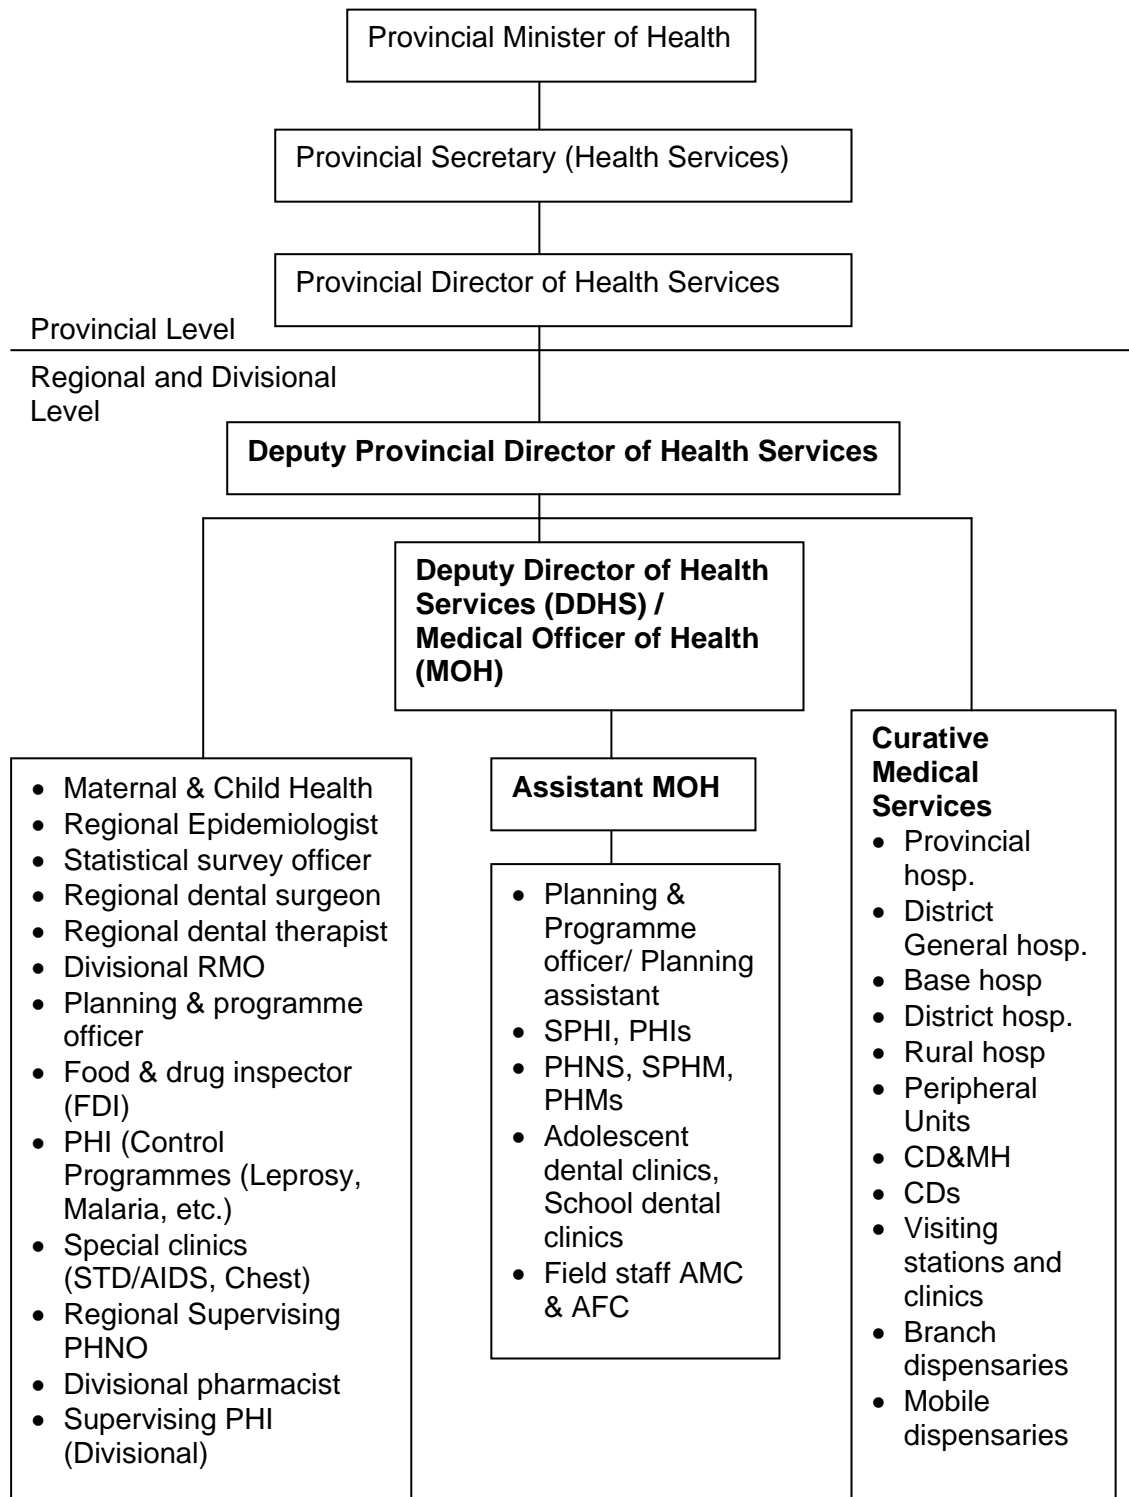 Provincial Minister of Health
Provincial Secretary (Health Services)
Provincial Director of Health Services
Provincial Level
Regional and Divisional
Level
Deputy Provincial Director of Health Services
Deputy Director of Health
Services (DDHS) /
Medical Officer of Health
(MOH)
• Maternal & Child Health
• Regional Epidemiologist
• Statistical survey officer
• Regional dental surgeon
• Regional dental therapist
• Divisional RMO
• Planning & programme
officer
• Food & drug inspector
(FDI)
• PHI (Control
Programmes (Leprosy,
Malaria, etc.)
• Special clinics
(STD/AIDS, Chest)
• Regional Supervising
PHNO
• Divisional pharmacist
• Supervising PHI
(Divisional)
Assistant MOH
• Planning &
Programme
officer/ Planning
assistant
• SPHI, PHIs
• PHNS, SPHM,
PHMs
• Adolescent
dental clinics,
School dental
clinics
• Field staff AMC
& AFC
Curative
Medical
Services
• Provincial
hosp.
• District
General hosp.
• Base hosp
• District hosp.
• Rural hosp
• Peripheral
Units
• CD&MH
• CDs
• Visiting
stations and
clinics
• Branch
dispensaries
• Mobile
dispensaries